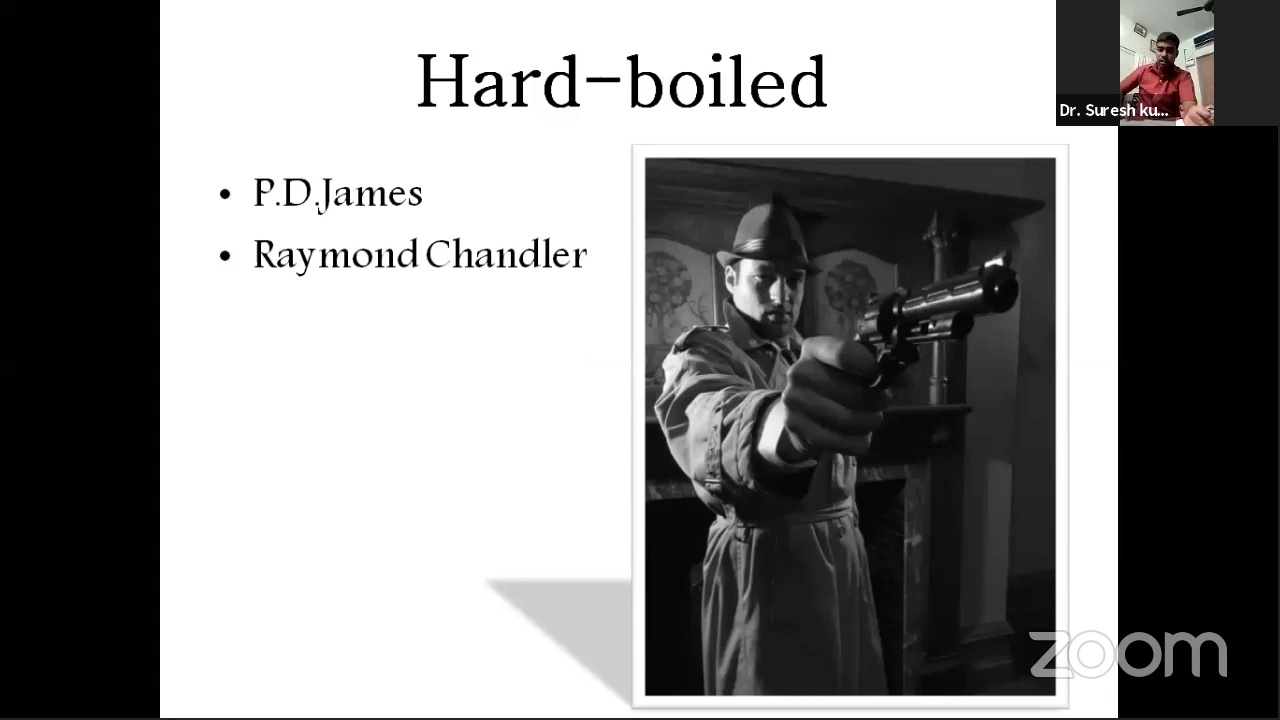 Hard-boiled
Dr. Suresh ku...
• P.D.James
• Raymond Chandler
zoom